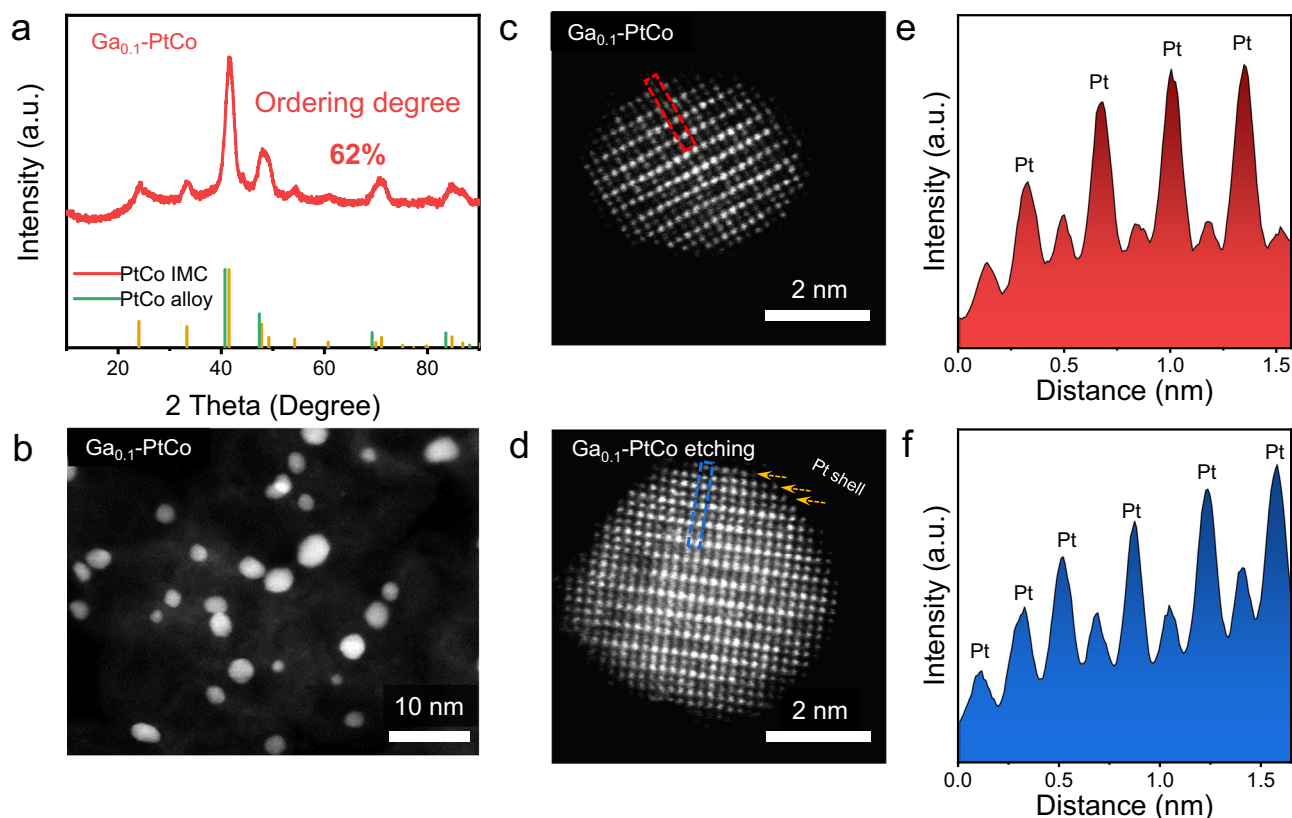 a
Ga0.1-PtCo
Ordering degree
62%
Intensity (a.u.)
PtCo IMC
PtCo alloy
20 40 60 80
2 Theta (Degree)
b
Ga0.1-PtCo
10 nm
c
Ga0.1-PtCo
2 nm
d
Ga0.1-PtCo etching
Pt shell
2 nm
e
Pt Pt Pt Pt
Intensity (a.u.)
0.0 0.5 1.0 1.5
Distance (nm)
f
Pt Pt Pt Pt Pt Pt
Intensity (a.u.)
0.0 0.5 1.0 1.5
Distance (nm)